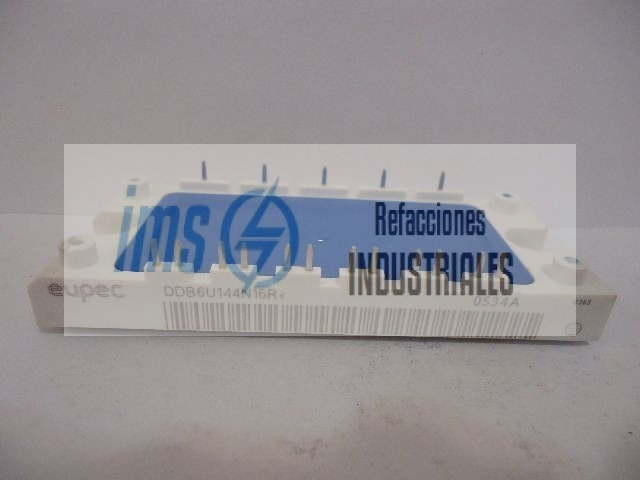 Refacciones
ims INDUSTRIALES
eupec DDB6U144N16R 0534A